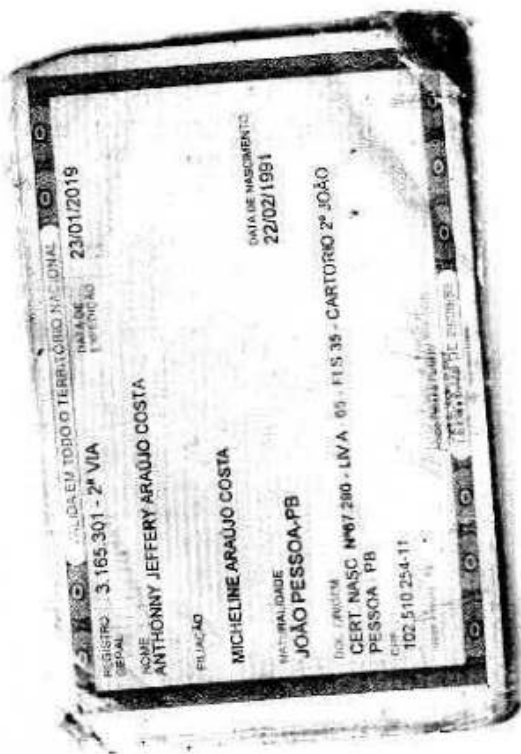 VÁLIDA EM TODO O TERRITÓRIO NACIONAL
REGISTRO GERAL 3.165.301 - 2ª VIA DATA DE EXPEDIÇÃO 23/01/2019
NOME
ANTHONNY JEFFERY ARAÚJO COSTA
FILIAÇÃO
MICHELINE ARAUJO COSTA
NATURALIDADE DATA DE NASCIMENTO
JOÃO PESSOA-PB 22/02/1991
DOC. ORIGEM
CERT. NASC. Nº67.280 - LIV.A 65 - FLS 35 - CARTORIO 2º JOÃO
PESSOA PB
CPF
102.510.254-11